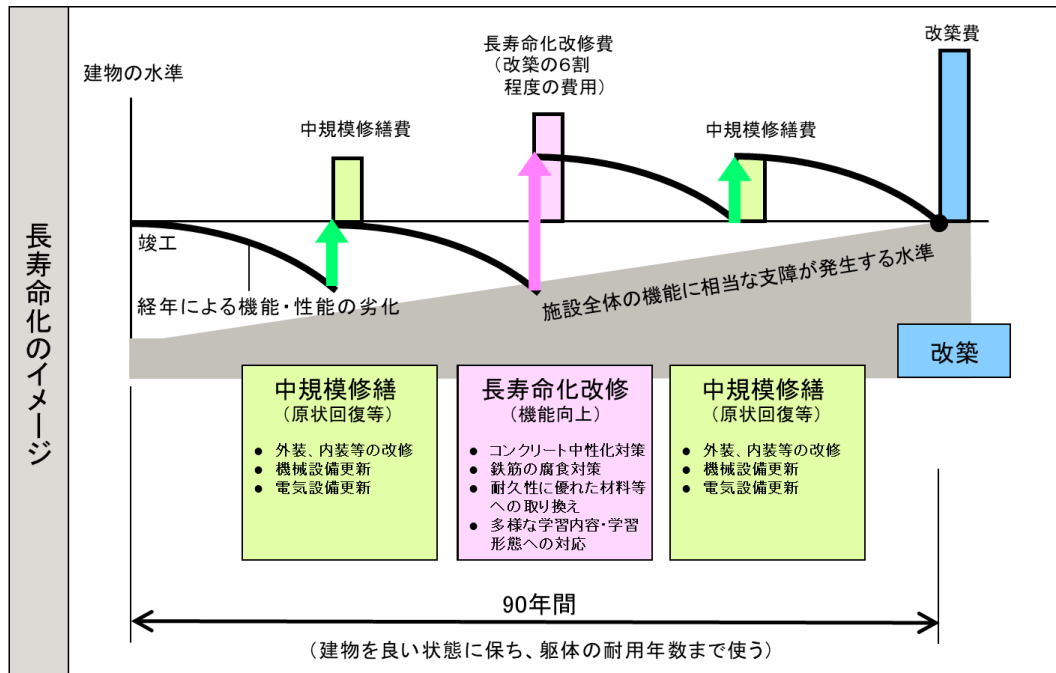 長寿命化のイメージ
建物の水準
中規模修繕費
長寿命化改修費
（改築の６割
程度の費用）
中規模修繕費
改築費
竣工
経年による機能・性能の劣化
施設全体の機能に相当な支障が発生する水準
改築
中規模修繕
（原状回復等）
● 外装、内装等の改修
● 機械設備更新
● 電気設備更新
長寿命化改修
（機能向上）
● コンクリート中性化対策
● 鉄筋の腐食対策
● 耐久性に優れた材料等
への取り換え
● 多様な学習内容・学習
形態への対応
中規模修繕
（原状回復等）
● 外装、内装等の改修
● 機械設備更新
● 電気設備更新
90年間
（建物を良い状態に保ち、躯体の耐用年数まで使う）